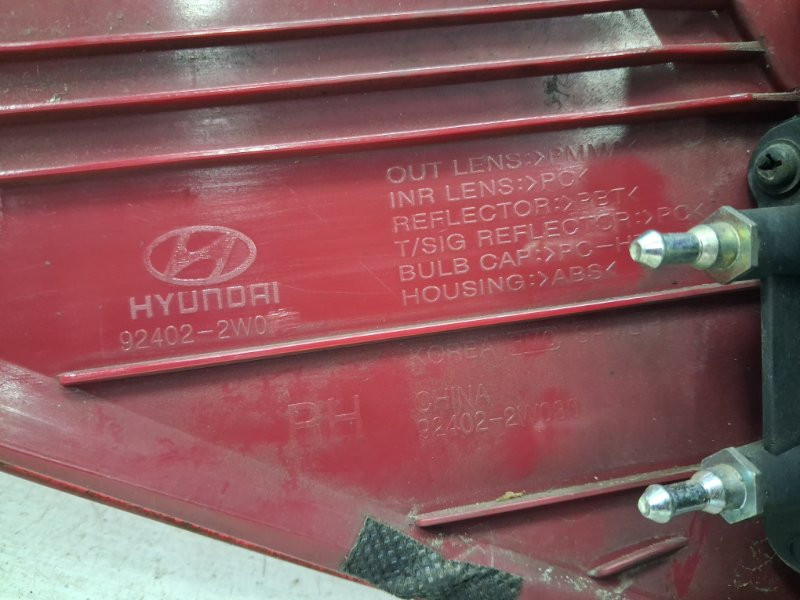 OUT LENS:>PMMA
INR LENS:>PC<
REFLECTOR:>PBT<
T/SIG REFLECTOR:>PC<
BULB CAP:>PC-H
HOUSING:>ABS<
HYUNDAI
92402-2W0
KOREA
RH
CHINA
92402-2W030